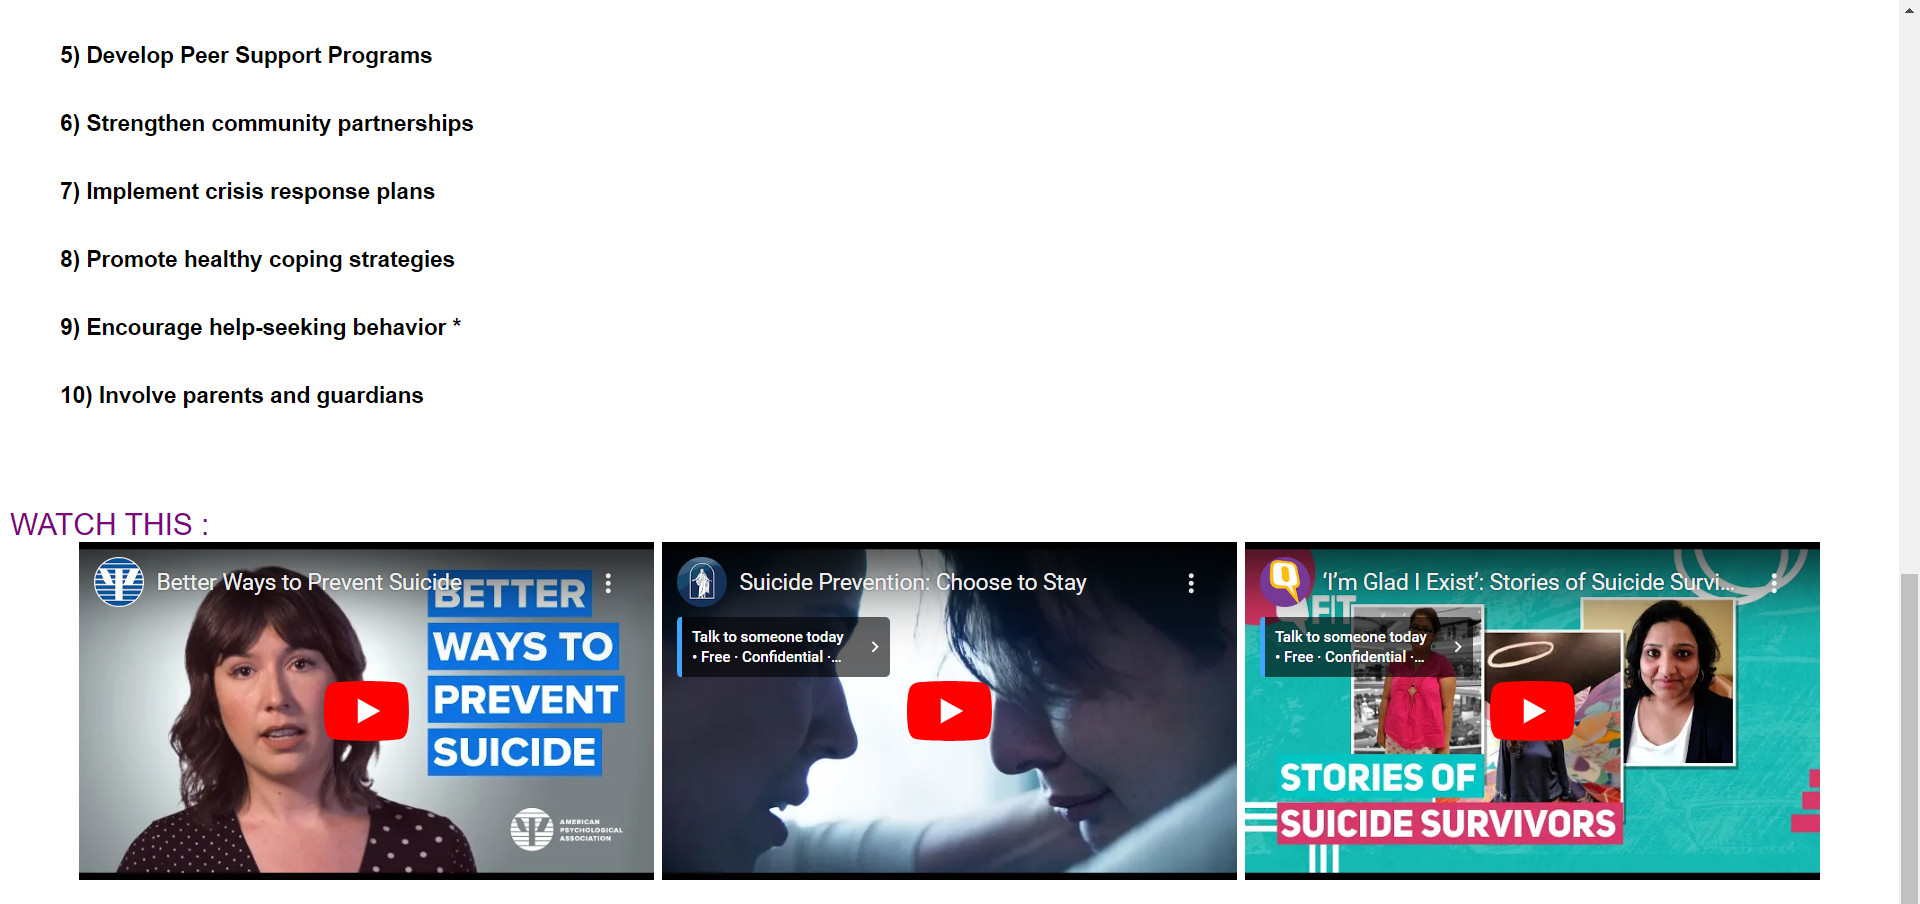 5) Develop Peer Support Programs
6) Strengthen community partnerships
7) Implement crisis response plans
8) Promote healthy coping strategies
9) Encourage help-seeking behavior *
10) Involve parents and guardians
WATCH THIS :
Better Ways to Prevent Suicide
BETTER
WAYS TO
PREVENT
SUICIDE
AMERICAN
PSYCHOLOGICAL
ASSOCIATION
Suicide Prevention: Choose to Stay
Talk to someone today
• Free · Confidential ·...
‘I’m Glad I Exist’: Stories of Suicide Survi...
FIT
Talk to someone today
• Free · Confidential ·...
STORIES OF
SUICIDE SURVIVORS